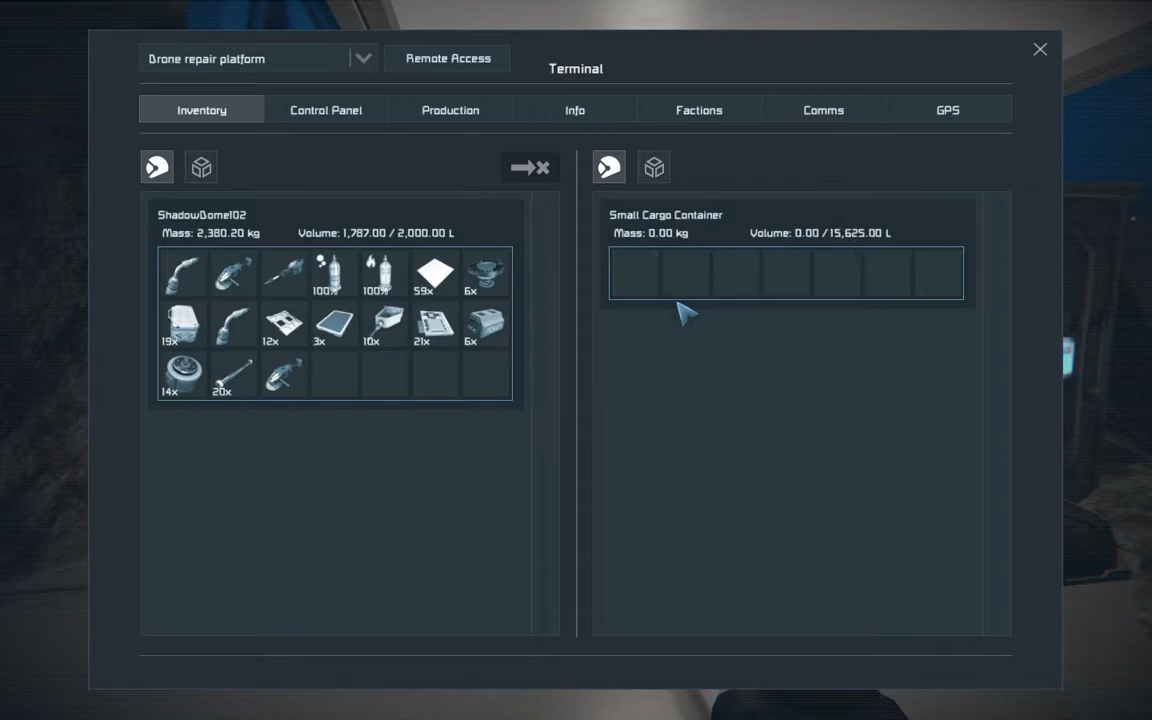 Drone repair platform
Remote Access
Terminal
Inventory
Control Panel
Production
Info
Factions
Comms
GPS
ShadowDome102
Mass: 2,380.20 kg
Volume: 1,787.00 / 2,000.00 L
100%
100%
59x
6x
19x
12x
3x
10x
21x
6x
14x
20x
Small Cargo Container
Mass: 0.00 kg
Volume: 0.00 / 15,625.00 L